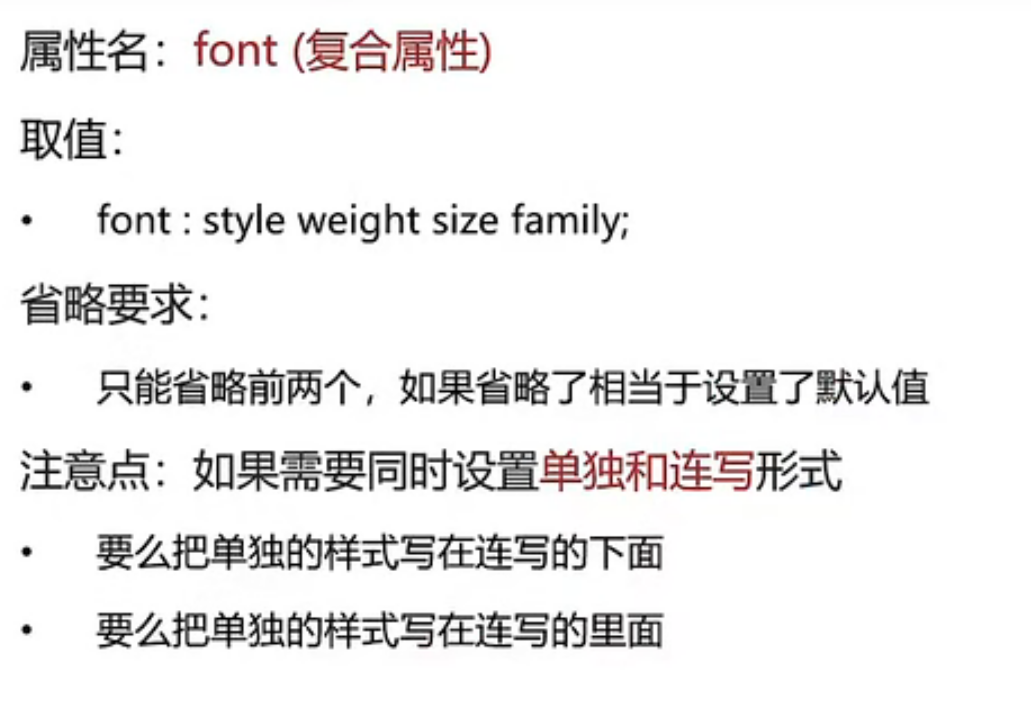 属性名：font (复合属性)
取值：
• font : style weight size family;
省略要求：
• 只能省略前两个，如果省略了相当于设置了默认值
注意点：如果需要同时设置单独和连写形式
• 要么把单独的样式写在连写的下面
• 要么把单独的样式写在连写的里面